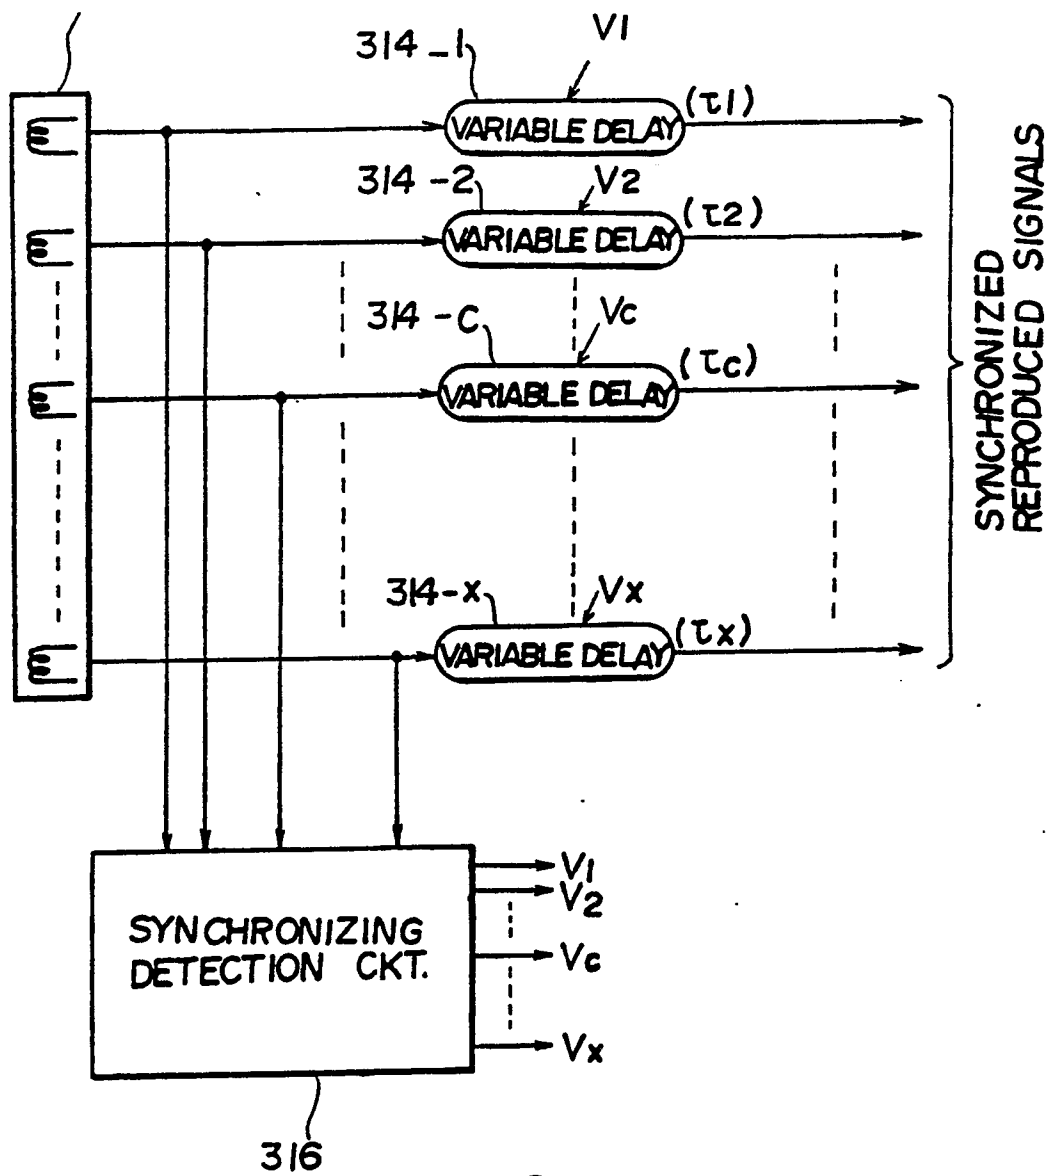 314-1
V1
VARIABLE DELAY
(τ1)
314-2
V2
VARIABLE DELAY
(τ2)
314-C
Vc
VARIABLE DELAY
(τc)
314-x
Vx
VARIABLE DELAY
(τx)
SYNCHRONIZED
REPRODUCED SIGNALS
SYNCHRONIZING
DETECTION CKT.
V1
V2
Vc
Vx
316